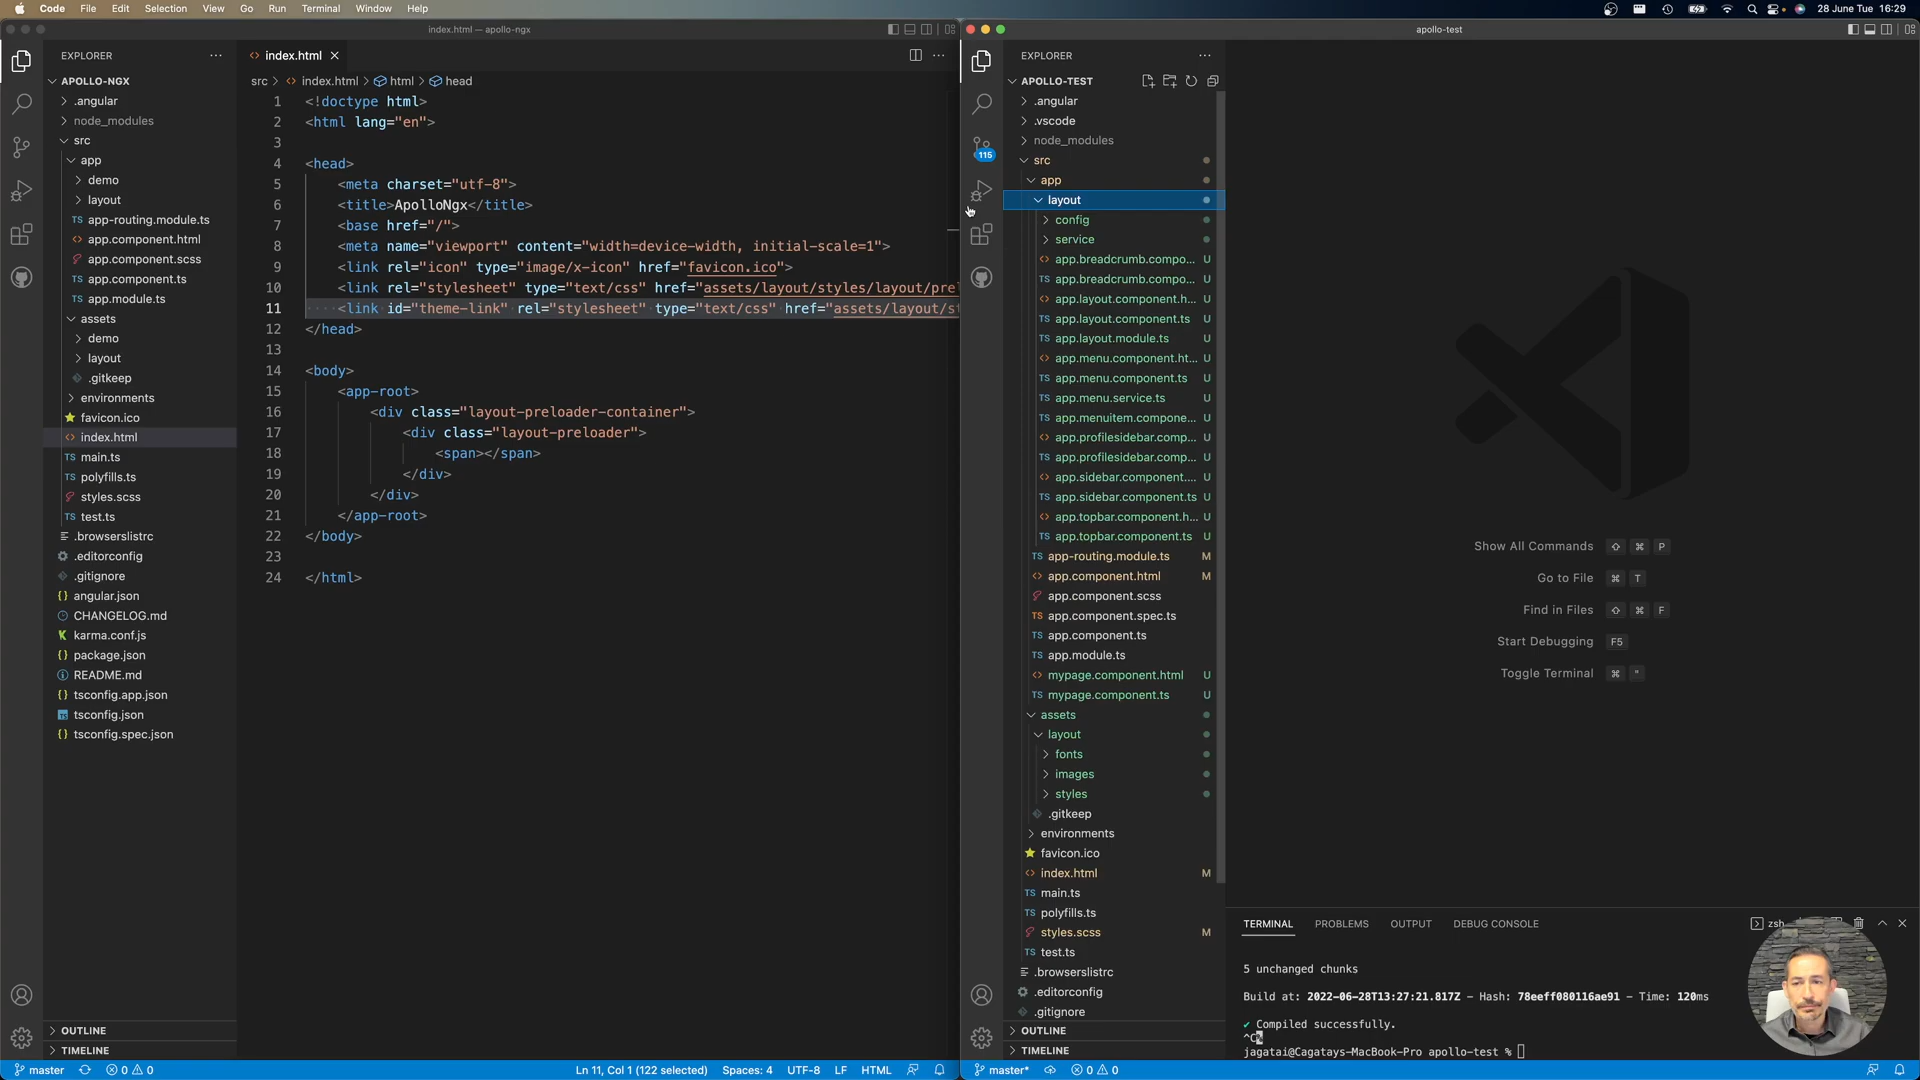 Code File Edit Selection View Go Run Terminal Window Help
28 June Tue 16:29
index.html — apollo-ngx
EXPLORER
APOLLO-NGX
.angular
node_modules
src
app
demo
layout
app-routing.module.ts
app.component.html
app.component.scss
app.component.ts
app.module.ts
assets
demo
layout
.gitkeep
environments
favicon.ico
index.html
main.ts
polyfills.ts
styles.scss
test.ts
.browserslistrc
.editorconfig
.gitignore
angular.json
CHANGELOG.md
karma.conf.js
package.json
README.md
tsconfig.app.json
tsconfig.json
tsconfig.spec.json
OUTLINE
TIMELINE
index.html
src > index.html > html > head
1 <!doctype html>
2 <html lang="en">
3
4 <head>
5 <meta charset="utf-8">
6 <title>ApolloNgx</title>
7 <base href="/">
8 <meta name="viewport" content="width=device-width, initial-scale=1">
9 <link rel="icon" type="image/x-icon" href="favicon.ico">
10 <link rel="stylesheet" type="text/css" href="assets/layout/styles/layout/prel
11 <link id="theme-link" rel="stylesheet" type="text/css" href="assets/layout/st
12 </head>
13
14 <body>
15 <app-root>
16 <div class="layout-preloader-container">
17 <div class="layout-preloader">
18 <span></span>
19 </div>
20 </div>
21 </app-root>
22 </body>
23
24 </html>
master 0 0 Ln 11, Col 1 (122 selected) Spaces: 4 UTF-8 LF HTML
apollo-test
EXPLORER
APOLLO-TEST
115
.angular
.vscode
node_modules
src
app
layout
config
service
app.breadcrumb.compo... U
app.breadcrumb.compo... U
app.layout.component.h... U
app.layout.component.ts U
app.layout.module.ts U
app.menu.component.ht... U
app.menu.component.ts U
app.menu.service.ts U
app.menuitem.compone... U
app.profilesidebar.comp... U
app.profilesidebar.comp... U
app.sidebar.component.... U
app.sidebar.component.ts U
app.topbar.component.h... U
app.topbar.component.ts U
app-routing.module.ts M
app.component.html M
app.component.scss
app.component.spec.ts
app.component.ts
app.module.ts
mypage.component.html U
mypage.component.ts U
assets
layout
fonts
images
styles
.gitkeep
environments
favicon.ico
index.html M
main.ts
polyfills.ts
styles.scss M
test.ts
.browserslistrc
.editorconfig
.gitignore
OUTLINE
TIMELINE
Show All Commands ⇧ ⌘ P
Go to File ⌘ T
Find in Files ⇧ ⌘ F
Start Debugging F5
Toggle Terminal ⌘ "
TERMINAL PROBLEMS OUTPUT DEBUG CONSOLE zsh
5 unchanged chunks
Build at: 2022-06-28T13:27:21.817Z - Hash: 78eeff080116ae91 - Time: 120ms
✔ Compiled successfully.
^C
jagatai@Cagatays-MacBook-Pro apollo-test %
master* 0 0